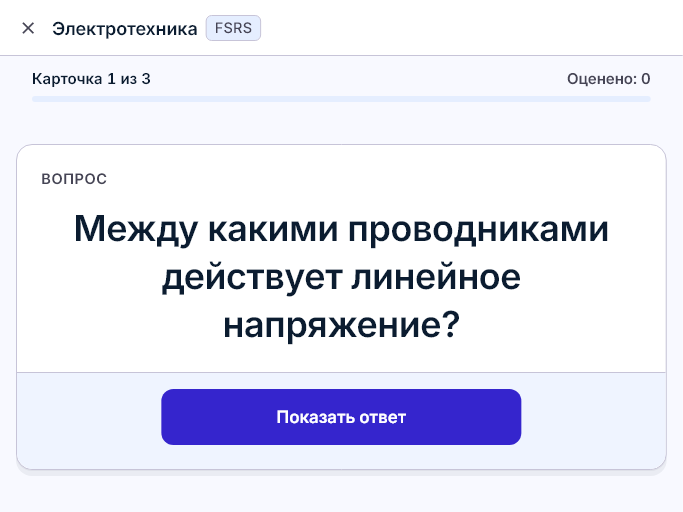 Электротехника FSRS
Карточка 1 из 3 Оценено: 0
ВОПРОС
Между какими проводниками
действует линейное
напряжение?
Показать ответ